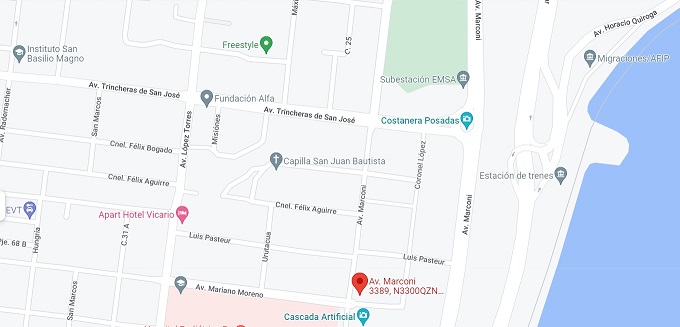 Av. Horacio Quiroga
Av. Marconi
C. 25
Instituto San
Basilio Magno
Freestyle
Migraciones/AFIP
Subestación EMSA
Av. Trincheras de San José
Av. Rademacher
San Marcos
Fundación Alfa
Av. López Torres
Misiones
Av. Trincheras de San José
Costanera Posadas
Cnel. Félix Bogado
Capilla San Juan Bautista
Coronel López
Estación de trenes
Cnel. Félix Aguirre
Cnel. Félix Aguirre
Av. Marconi
Av. Marconi
EVT
Apart Hotel Vicario
Hungría
C. 31 A
Unitacua
Luis Pasteur
Luis Pasteur
Pje. 68 B
San Marcos
Av. Mariano Moreno
Av. Marconi
3389, N3300QZN...
Cascada Artificial